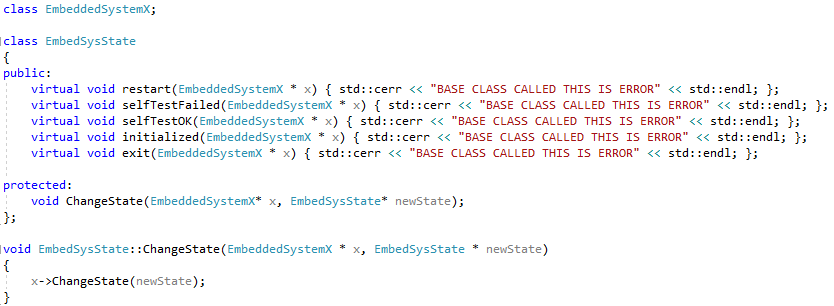 class EmbeddedSystemX;
class EmbedSysState
{
public:
virtual void restart(EmbeddedSystemX * x) { std::cerr << "BASE CLASS CALLED THIS IS ERROR" << std::endl; };
virtual void selfTestFailed(EmbeddedSystemX * x) { std::cerr << "BASE CLASS CALLED THIS IS ERROR" << std::endl; };
virtual void selfTestOK(EmbeddedSystemX * x) { std::cerr << "BASE CLASS CALLED THIS IS ERROR" << std::endl; };
virtual void initialized(EmbeddedSystemX * x) { std::cerr << "BASE CLASS CALLED THIS IS ERROR" << std::endl; };
virtual void exit(EmbeddedSystemX * x) { std::cerr << "BASE CLASS CALLED THIS IS ERROR" << std::endl; };
protected:
void ChangeState(EmbeddedSystemX* x, EmbedSysState* newState);
};
void EmbedSysState::ChangeState(EmbeddedSystemX * x, EmbedSysState * newState)
{
x->ChangeState(newState);
}